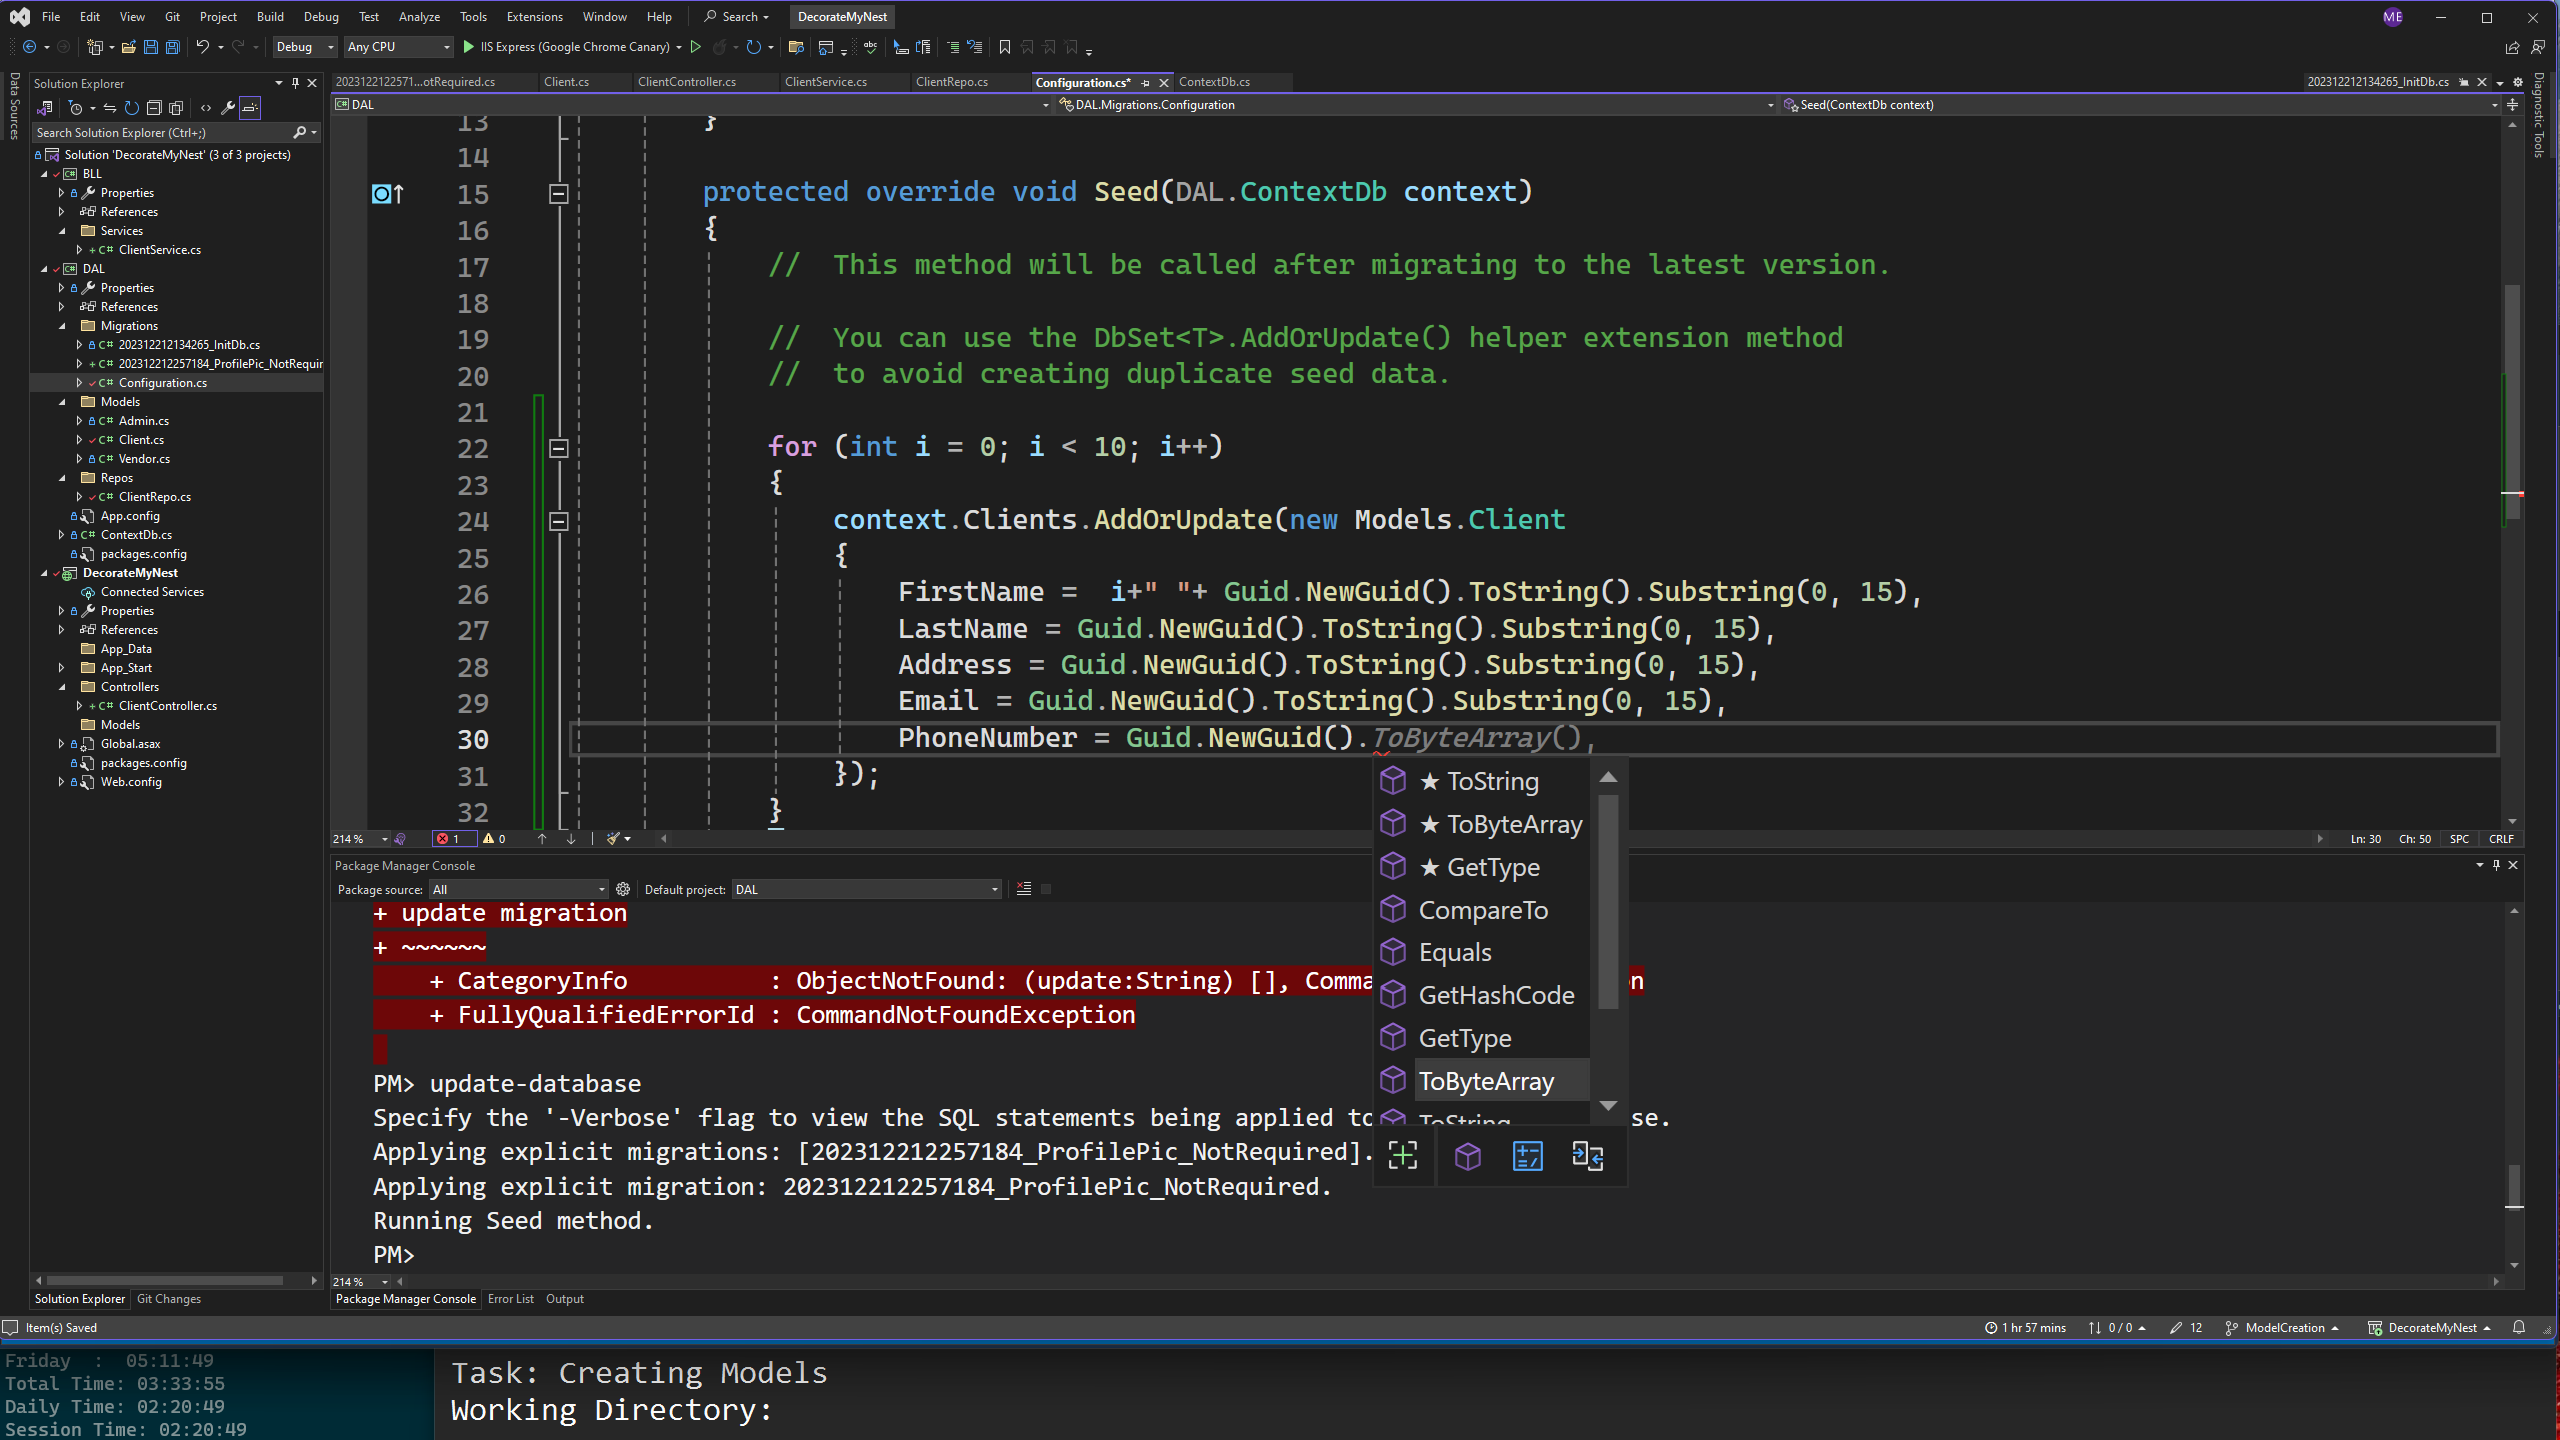 File Edit View Git Project Build Debug Test Analyze Tools Extensions Window Help Search DecorateMyNest ME
Debug Any CPU IIS Express (Google Chrome Canary)
Data Sources
Solution Explorer
Search Solution Explorer (Ctrl+;)
Solution 'DecorateMyNest' (3 of 3 projects)
BLL
Properties
References
Services
ClientService.cs
DAL
Properties
References
Migrations
202312212134265_InitDb.cs
202312212257184_ProfilePic_NotRequir
Configuration.cs
Models
Admin.cs
Client.cs
Vendor.cs
Repos
ClientRepo.cs
App.config
ContextDb.cs
packages.config
DecorateMyNest
Connected Services
Properties
References
App_Data
App_Start
Controllers
ClientController.cs
Models
Global.asax
packages.config
Web.config
Solution Explorer Git Changes
2023122122571...otRequired.cs Client.cs ClientController.cs ClientService.cs ClientRepo.cs Configuration.cs* ContextDb.cs 202312212134265_InitDb.cs
DAL DAL.Migrations.Configuration Seed(ContextDb context)
Diagnostic Tools
13 }
14
15 protected override void Seed(DAL.ContextDb context)
16 {
17 //  This method will be called after migrating to the latest version.
18
19 //  You can use the DbSet<T>.AddOrUpdate() helper extension method
20 //  to avoid creating duplicate seed data.
21
22 for (int i = 0; i < 10; i++)
23 {
24 context.Clients.AddOrUpdate(new Models.Client
25 {
26 FirstName =  i+" "+ Guid.NewGuid().ToString().Substring(0, 15),
27 LastName = Guid.NewGuid().ToString().Substring(0, 15),
28 Address = Guid.NewGuid().ToString().Substring(0, 15),
29 Email = Guid.NewGuid().ToString().Substring(0, 15),
30 PhoneNumber = Guid.NewGuid().ToByteArray(),
31 });
32 }
★ ToString
★ ToByteArray
★ GetType
CompareTo
Equals
GetHashCode
GetType
ToByteArray
ToString
214 % 1 0 Ln: 30 Ch: 50 SPC CRLF
Package Manager Console
Package source: All Default project: DAL
+ update migration
+ ~~~~~~
+ CategoryInfo : ObjectNotFound: (update:String) [], Comma n
+ FullyQualifiedErrorId : CommandNotFoundException
PM> update-database
Specify the '-Verbose' flag to view the SQL statements being applied to se.
Applying explicit migrations: [202312212257184_ProfilePic_NotRequired].
Applying explicit migration: 202312212257184_ProfilePic_NotRequired.
Running Seed method.
PM>
214 %
Package Manager Console Error List Output
Item(s) Saved 1 hr 57 mins 0 / 0 12 ModelCreation DecorateMyNest
Friday : 05:11:49
Total Time: 03:33:55
Daily Time: 02:20:49
Session Time: 02:20:49
Task: Creating Models
Working Directory: